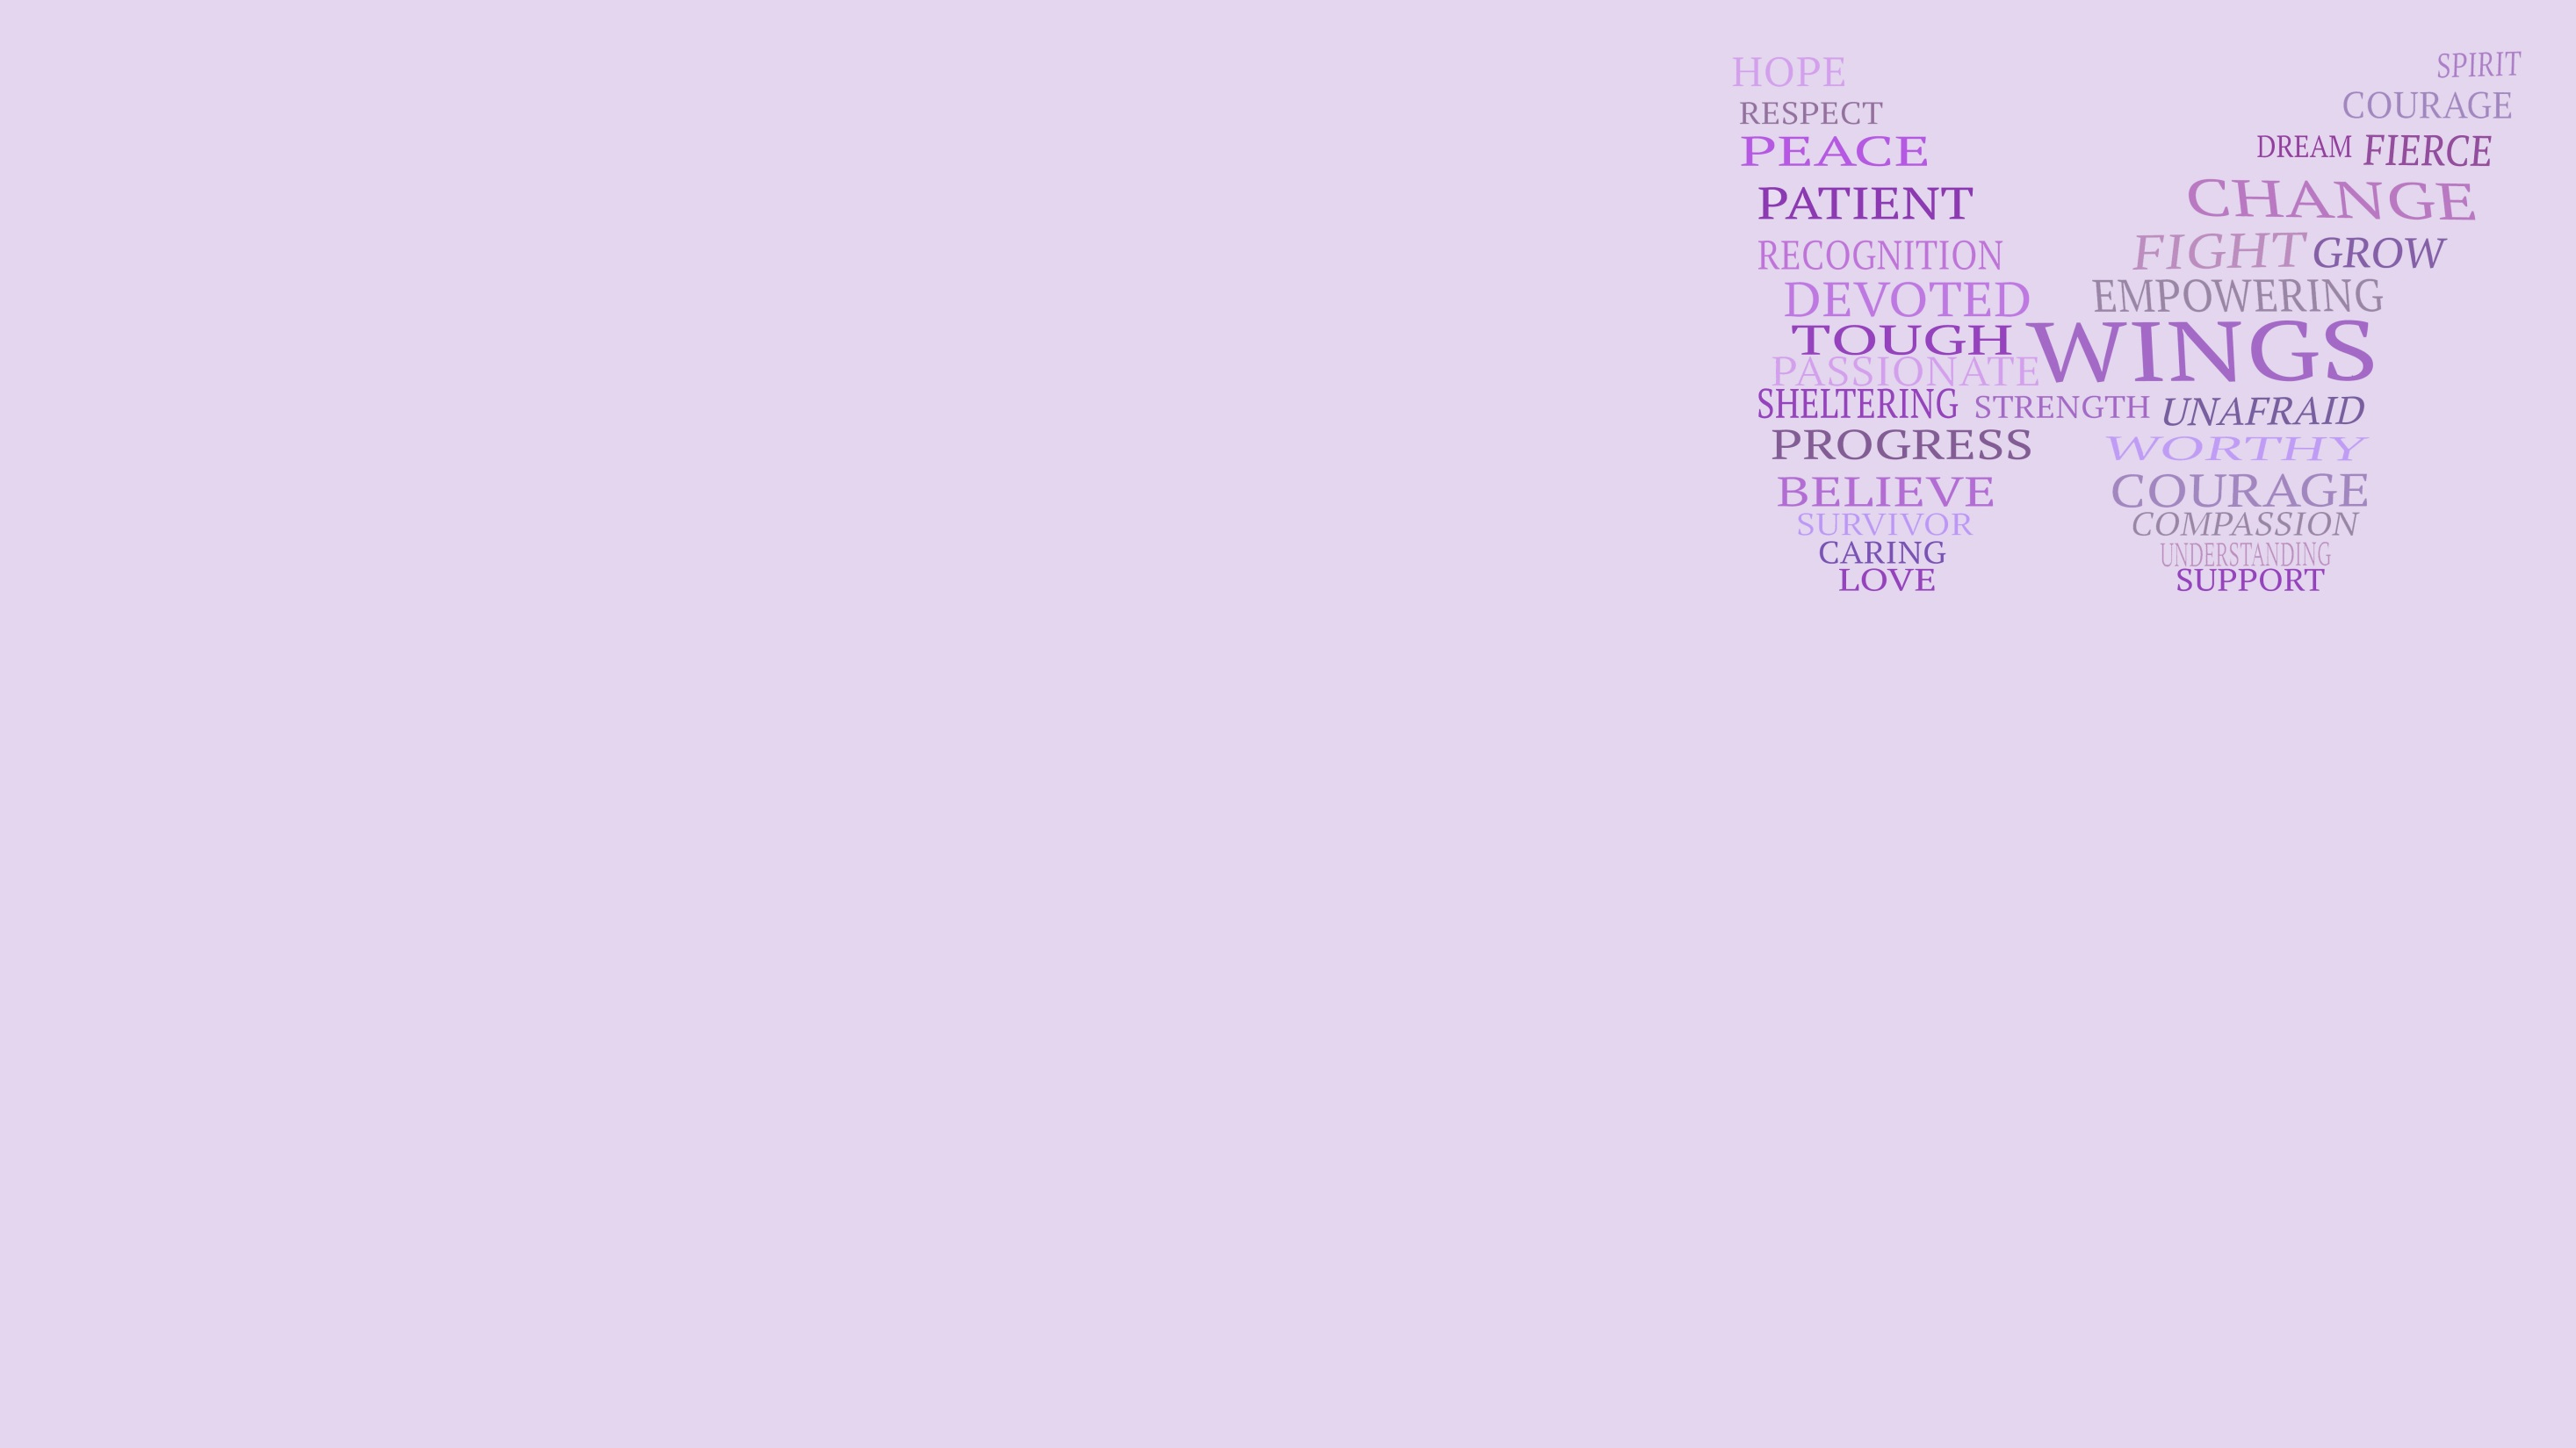 HOPE SPIRIT
RESPECT COURAGE
PEACE DREAM FIERCE
PATIENT CHANGE
RECOGNITION FIGHT GROW
DEVOTED EMPOWERING
TOUGH WINGS
PASSIONATE
SHELTERING STRENGTH UNAFRAID
PROGRESS WORTHY
BELIEVE COURAGE
SURVIVOR COMPASSION
CARING UNDERSTANDING
LOVE SUPPORT